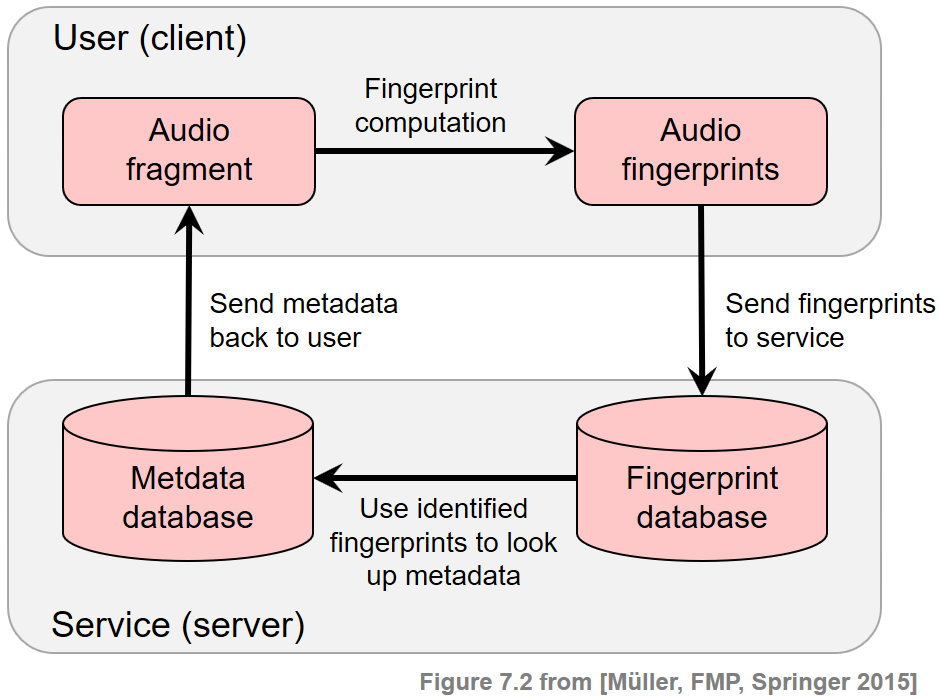 User (client)
Fingerprint
computation
Audio
fragment
Audio
fingerprints
Send metadata
back to user
Send fingerprints
to service
Metdata
database
Fingerprint
database
Use identified
fingerprints to look
up metadata
Service (server)
Figure 7.2 from [Müller, FMP, Springer 2015]